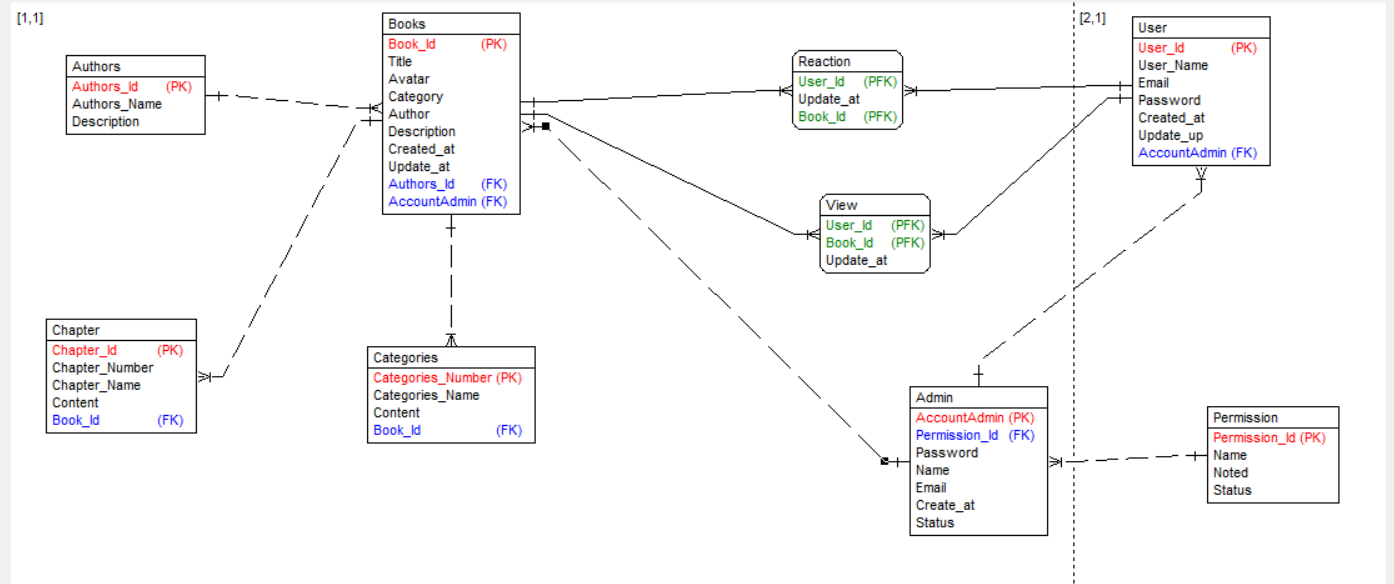 [1,1]
[2,1]
Authors
Authors_Id (PK)
Authors_Name
Description
Books
Book_Id (PK)
Title
Avatar
Category
Author
Description
Created_at
Update_at
Authors_Id (FK)
AccountAdmin (FK)
Reaction
User_Id (PFK)
Update_at
Book_Id (PFK)
User
User_Id (PK)
User_Name
Email
Password
Created_at
Update_up
AccountAdmin (FK)
View
User_Id (PFK)
Book_Id (PFK)
Update_at
Chapter
Chapter_Id (PK)
Chapter_Number
Chapter_Name
Content
Book_Id (FK)
Categories
Categories_Number (PK)
Categories_Name
Content
Book_Id (FK)
Admin
AccountAdmin (PK)
Permission_Id (FK)
Password
Name
Email
Create_at
Status
Permission
Permission_Id (PK)
Name
Noted
Status